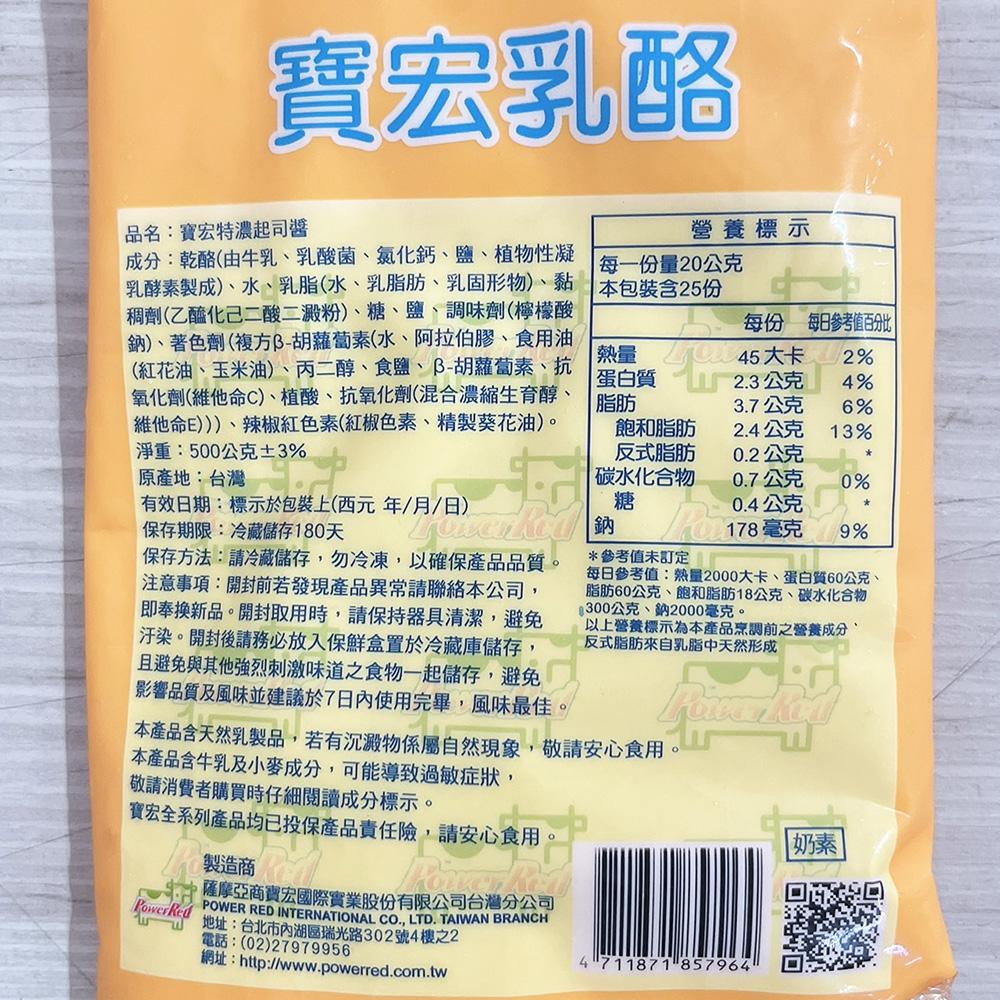 寶宏乳酪
品名：寶宏特濃起司醬
成分：乾酪(由牛乳、乳酸菌、氯化鈣、鹽、植物性凝
乳酵素製成)、水、乳脂(水、乳脂肪、乳固形物)、黏
稠劑(乙醯化己二酸二澱粉)、糖、鹽、調味劑(檸檬酸
鈉)、著色劑(複方β-胡蘿蔔素(水、阿拉伯膠、食用油
(紅花油、玉米油)、丙二醇、食鹽、β-胡蘿蔔素、抗
氧化劑(維他命C)、植酸、抗氧化劑(混合濃縮生育醇、
維他命E)))、辣椒紅色素(紅椒色素、精製葵花油)。
淨重：500公克±3%
原產地：台灣
有效日期：標示於包裝上(西元 年/月/日)
保存期限：冷藏儲存180天
保存方法：請冷藏儲存，勿冷凍，以確保產品品質。
注意事項：開封前若發現產品異常請聯絡本公司，
即奉換新品。開封取用時，請保持器具清潔，避免
汙染。開封後請務必放入保鮮盒置於冷藏庫儲存，
且避免與其他強烈刺激味道之食物一起儲存，避免
影響品質及風味並建議於7日內使用完畢，風味最佳。
本產品含天然乳製品，若有沉澱物係屬自然現象，敬請安心食用。
本產品含牛乳及小麥成分，可能導致過敏症狀，
敬請消費者購買時仔細閱讀成分標示。
寶宏全系列產品均已投保產品責任險，請安心食用。
營養標示
每一份量20公克
本包裝含25份
每份 每日參考值百分比
熱量 45大卡 2%
蛋白質 2.3公克 4%
脂肪 3.7公克 6%
飽和脂肪 2.4公克 13%
反式脂肪 0.2公克 *
碳水化合物 0.7公克 0%
糖 0.4公克 *
鈉 178毫克 9%
*參考值未訂定
每日參考值：熱量2000大卡、蛋白質60公克、
脂肪60公克、飽和脂肪18公克、碳水化合物
300公克、鈉2000毫克。
以上營養標示為本產品烹調前之營養成分，
反式脂肪來自乳脂中天然形成
奶素
製造商
PowerRed
薩摩亞商寶宏國際實業股份有限公司台灣分公司
POWER RED INTERNATIONAL CO., LTD. TAIWAN BRANCH
地址：台北市內湖區瑞光路302號4樓之2
電話：(02)27979956
網址：http://www.powerred.com.tw
4 711871 857964